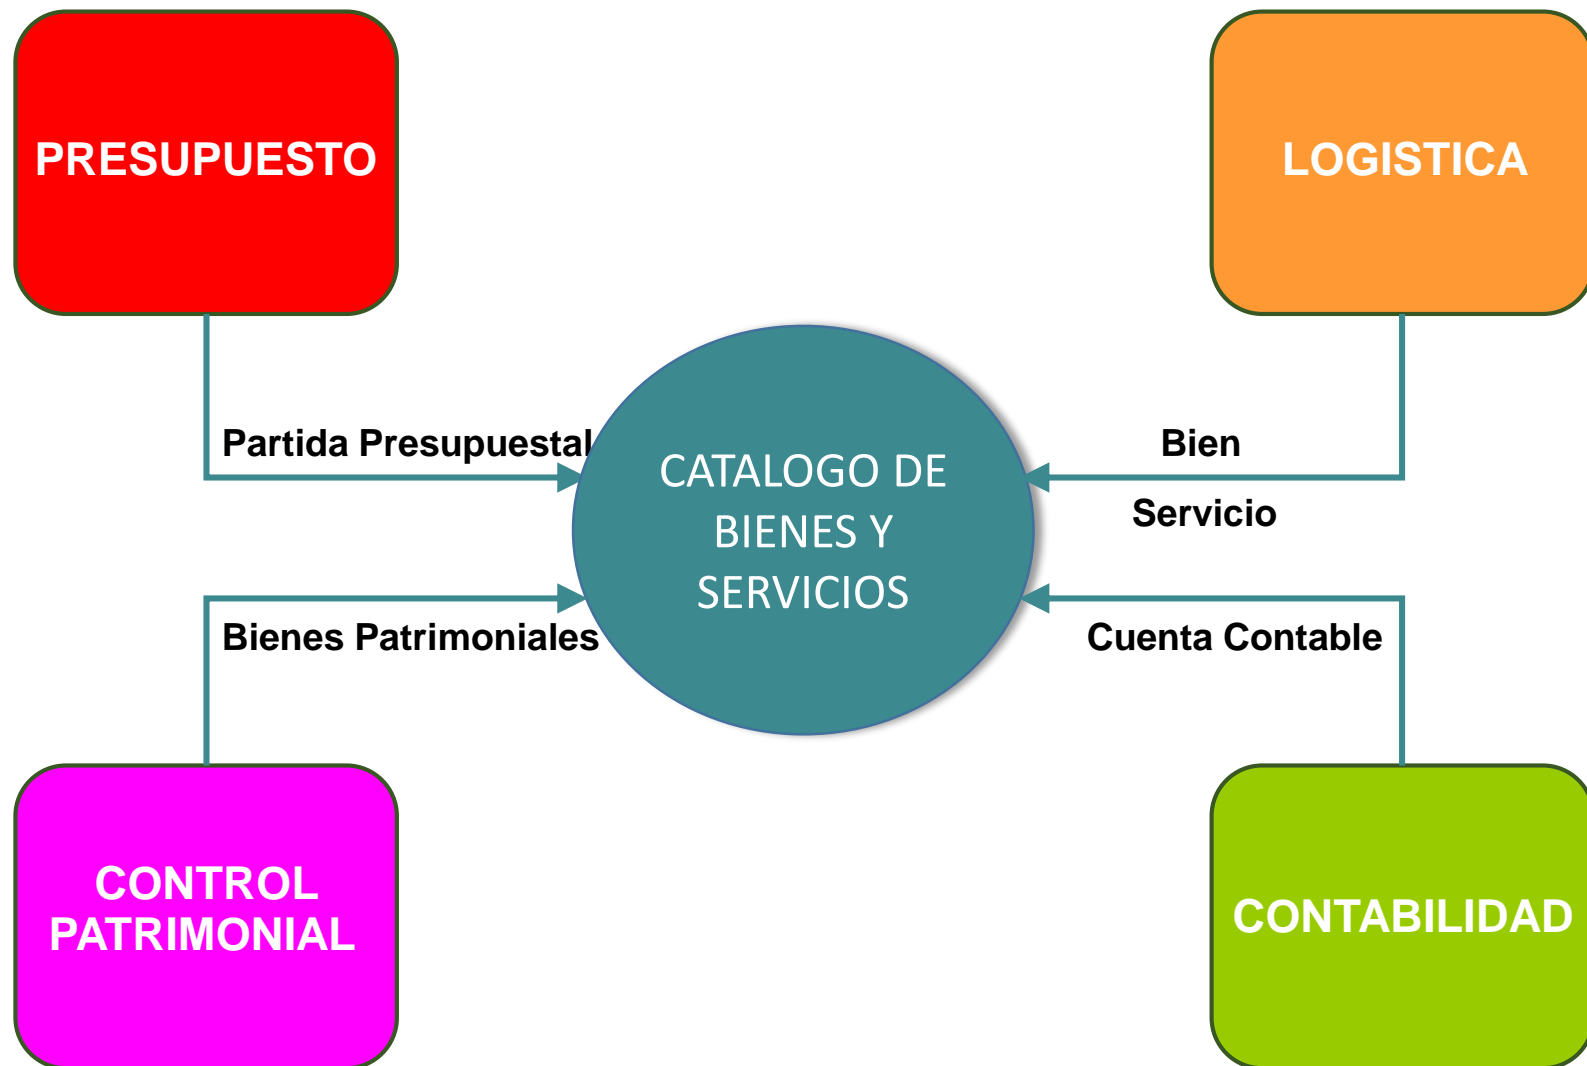 PRESUPUESTO
LOGISTICA
Partida Presupuestal
Bien
Servicio
CATALOGO DE
BIENES Y
SERVICIOS
Bienes Patrimoniales
Cuenta Contable
CONTROL
PATRIMONIAL
CONTABILIDAD